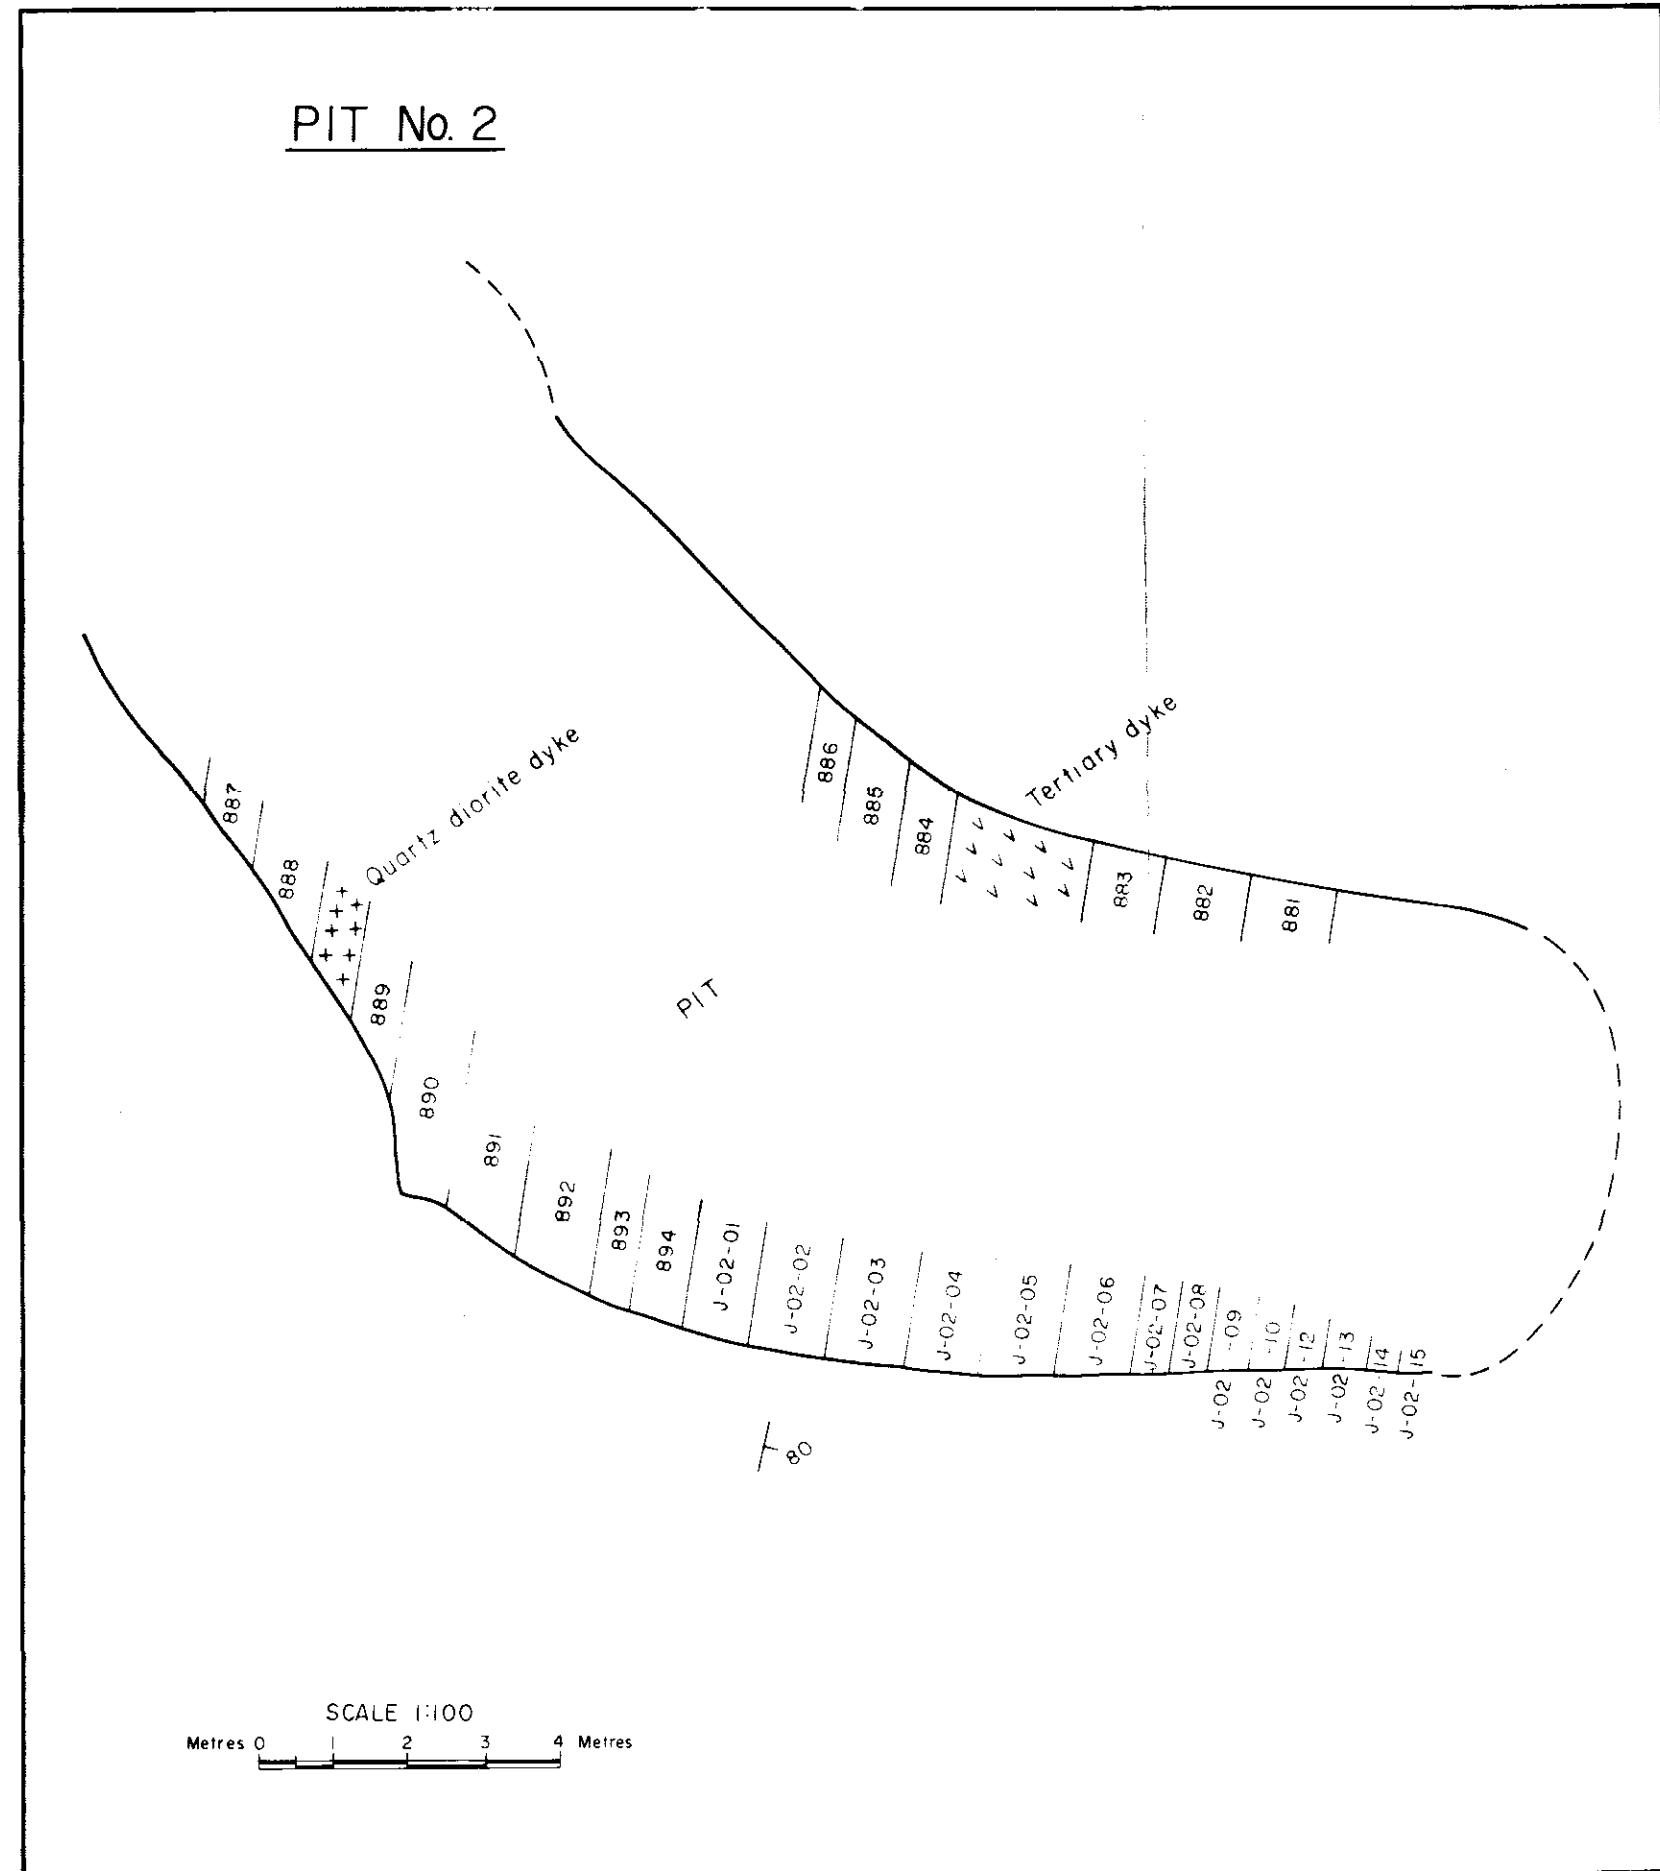 PIT No. 2
Tertiary dyke
Quartz diorite dyke
886
885
884
883
882
881
887
888
889
PIT
890
891
892
893
894
J-02-01
J-02-02
J-02-03
J-02-04
J-02-05
J-02-06
J-02-07
J-02-08
J-02-09
J-02-10
J-02-12
J-02-13
J-02-14
J-02-15
80
SCALE 1:100
Metres 0 1 2 3 4 Metres